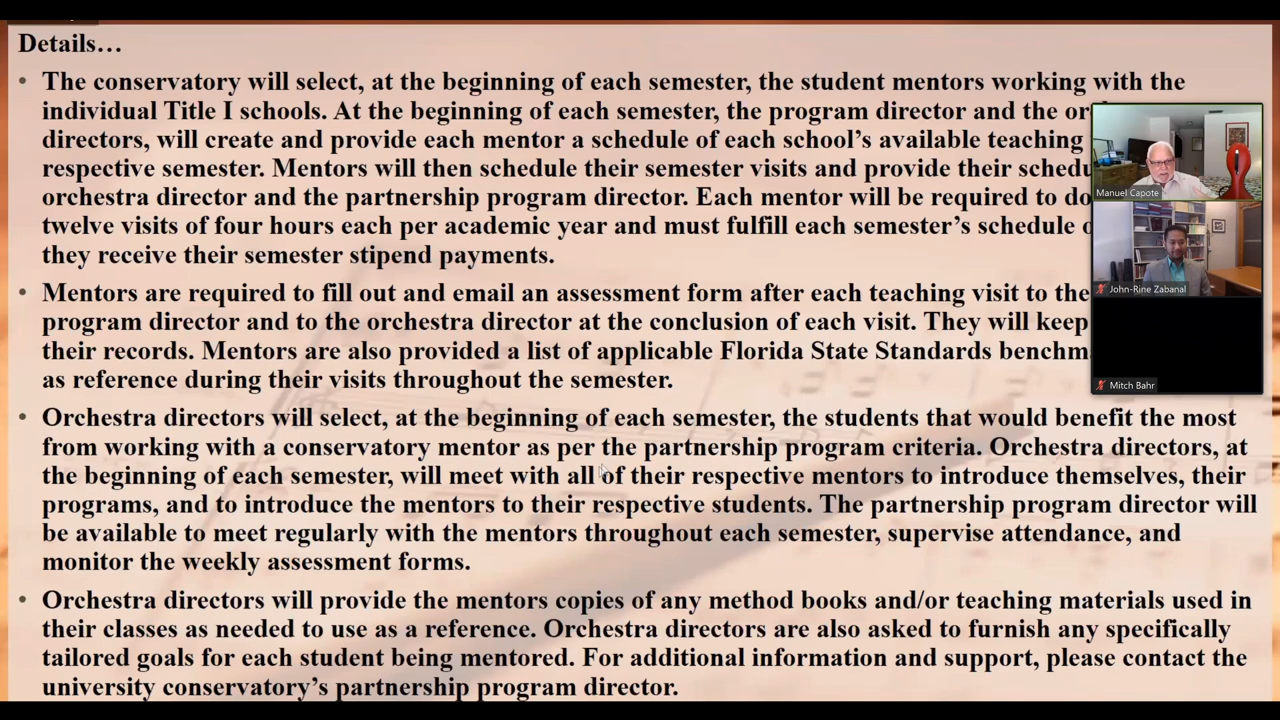 Details…
• The conservatory will select, at the beginning of each semester, the student mentors working with the
individual Title I schools. At the beginning of each semester, the program director and the
directors, will create and provide each mentor a schedule of each school’s available teaching
respective semester. Mentors will then schedule their semester visits and provide their
orchestra director and the partnership program director. Each mentor will be required to do
twelve visits of four hours each per academic year and must fulfill each semester’s schedule
they receive their semester stipend payments.
• Mentors are required to fill out and email an assessment form after each teaching visit to the
program director and to the orchestra director at the conclusion of each visit. They will keep
their records. Mentors are also provided a list of applicable Florida State Standards
as reference during their visits throughout the semester.
• Orchestra directors will select, at the beginning of each semester, the students that would benefit the most
from working with a conservatory mentor as per the partnership program criteria. Orchestra directors, at
the beginning of each semester, will meet with all of their respective mentors to introduce themselves, their
programs, and to introduce the mentors to their respective students. The partnership program director will
be available to meet regularly with the mentors throughout each semester, supervise attendance, and
monitor the weekly assessment forms.
• Orchestra directors will provide the mentors copies of any method books and/or teaching materials used in
their classes as needed to use as a reference. Orchestra directors are also asked to furnish any specifically
tailored goals for each student being mentored. For additional information and support, please contact the
university conservatory’s partnership program director.
Manuel Capote
John-Rine Zabanal
Mitch Bahr